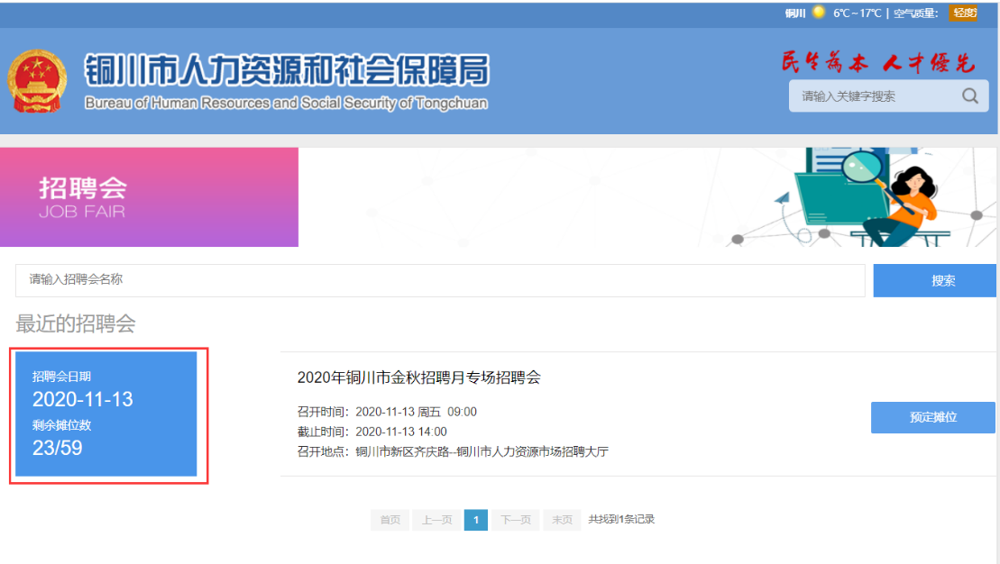 铜川 6℃~17℃ | 空气质量： 轻度
铜川市人力资源和社会保障局
Bureau of Human Resources and Social Security of Tongchuan
民生為本 人才優先
请输入关键字搜索
招聘会
JOB FAIR
请输入招聘会名称
搜索
最近的招聘会
招聘会日期
2020-11-13
剩余摊位数
23/59
2020年铜川市金秋招聘月专场招聘会
召开时间：2020-11-13 周五 09:00
截止时间：2020-11-13 14:00
召开地点：铜川市新区齐庆路--铜川市人力资源市场招聘大厅
预定摊位
首页 上一页 1 下一页 末页 共找到1条记录